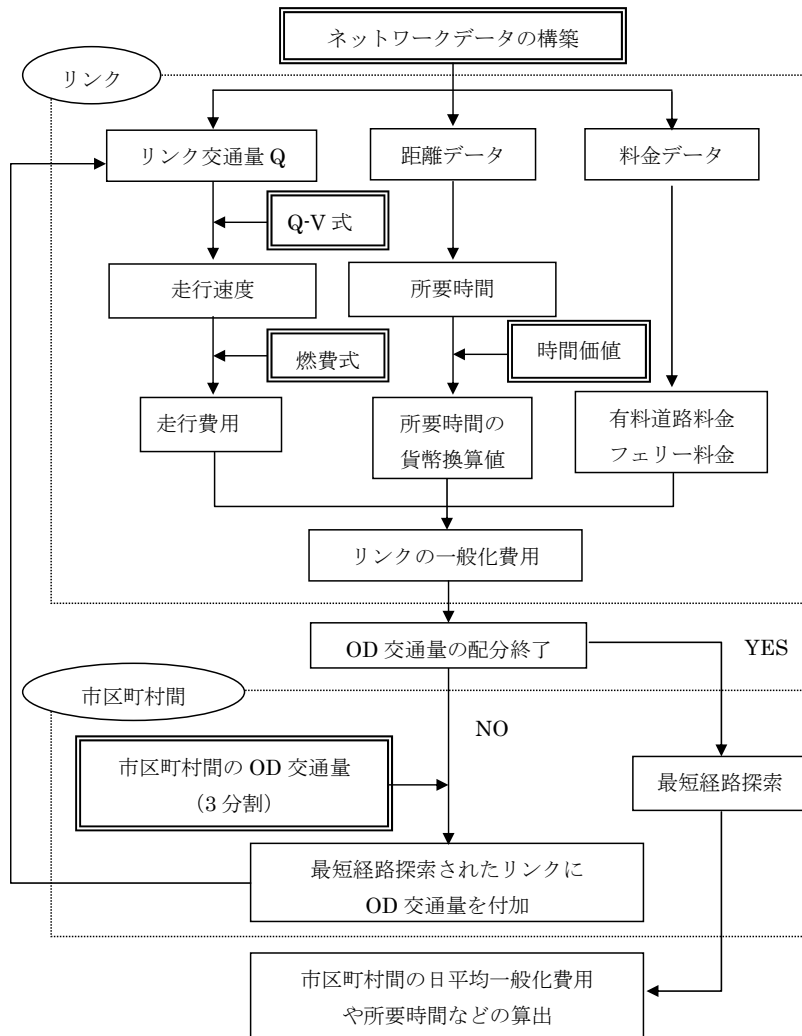 ネットワークデータの構築
リンク
リンク交通量 Q
距離データ
料金データ
Q-V 式
走行速度
所要時間
燃費式
時間価値
走行費用
所要時間の
貨幣換算値
有料道路料金
フェリー料金
リンクの一般化費用
OD 交通量の配分終了
YES
市区町村間
NO
市区町村間の OD 交通量
（3 分割）
最短経路探索
最短経路探索されたリンクに
OD 交通量を付加
市区町村間の日平均一般化費用
や所要時間などの算出